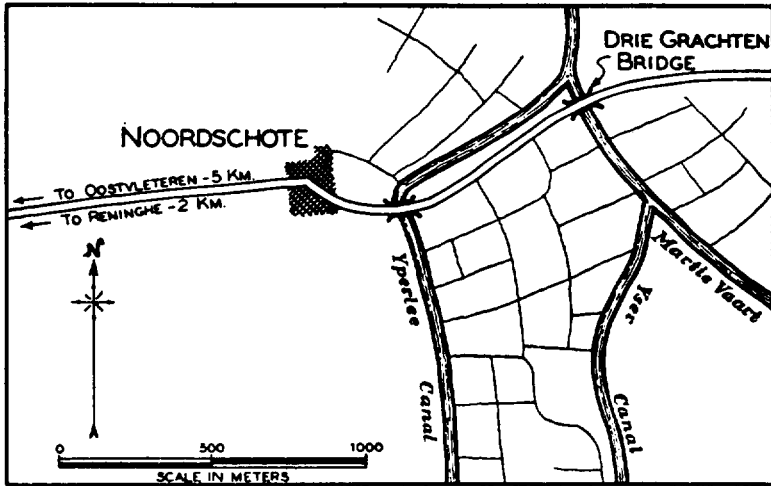 DRIE GRACHTEN
BRIDGE
NOORDSCHOTE
TO OOSTVLETEREN - 5 KM.
TO RENINGHE - 2 KM.
N
Yperlee
Canal
Yser
Canal
Martje Vaart
0 500 1000
SCALE IN METERS